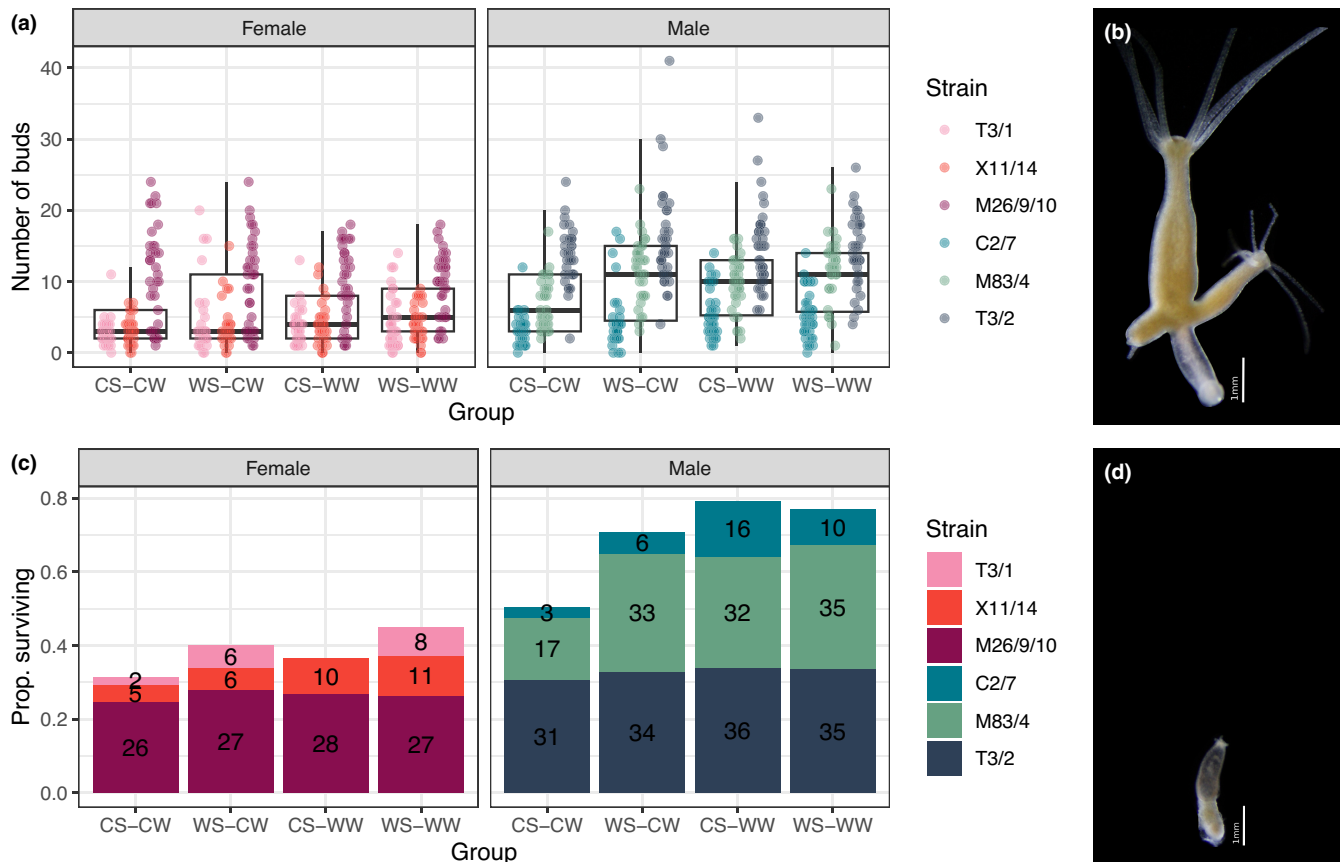 (a)
Female
Male
Number of buds
40
30
20
10
0
CS−CW
WS−CW
CS−WW
WS−WW
CS−CW
WS−CW
CS−WW
WS−WW
Group
Strain
T3/1
X11/14
M26/9/10
C2/7
M83/4
T3/2
(b)
1mm
(c)
Female
Male
Prop. surviving
0.8
0.6
0.4
0.2
0.0
2
5
26
6
6
27
10
28
8
11
27
3
17
31
6
33
34
16
32
36
10
35
35
CS−CW
WS−CW
CS−WW
WS−WW
CS−CW
WS−CW
CS−WW
WS−WW
Group
Strain
T3/1
X11/14
M26/9/10
C2/7
M83/4
T3/2
(d)
1mm